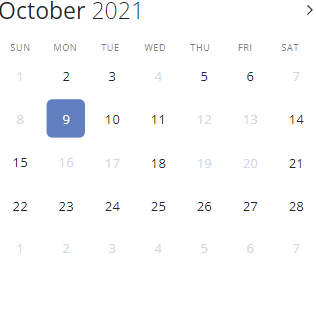 October 2021 >
SUN MON TUE WED THU FRI SAT
1 2 3 4 5 6 7
8 9 10 11 12 13 14
15 16 17 18 19 20 21
22 23 24 25 26 27 28
1 2 3 4 5 6 7